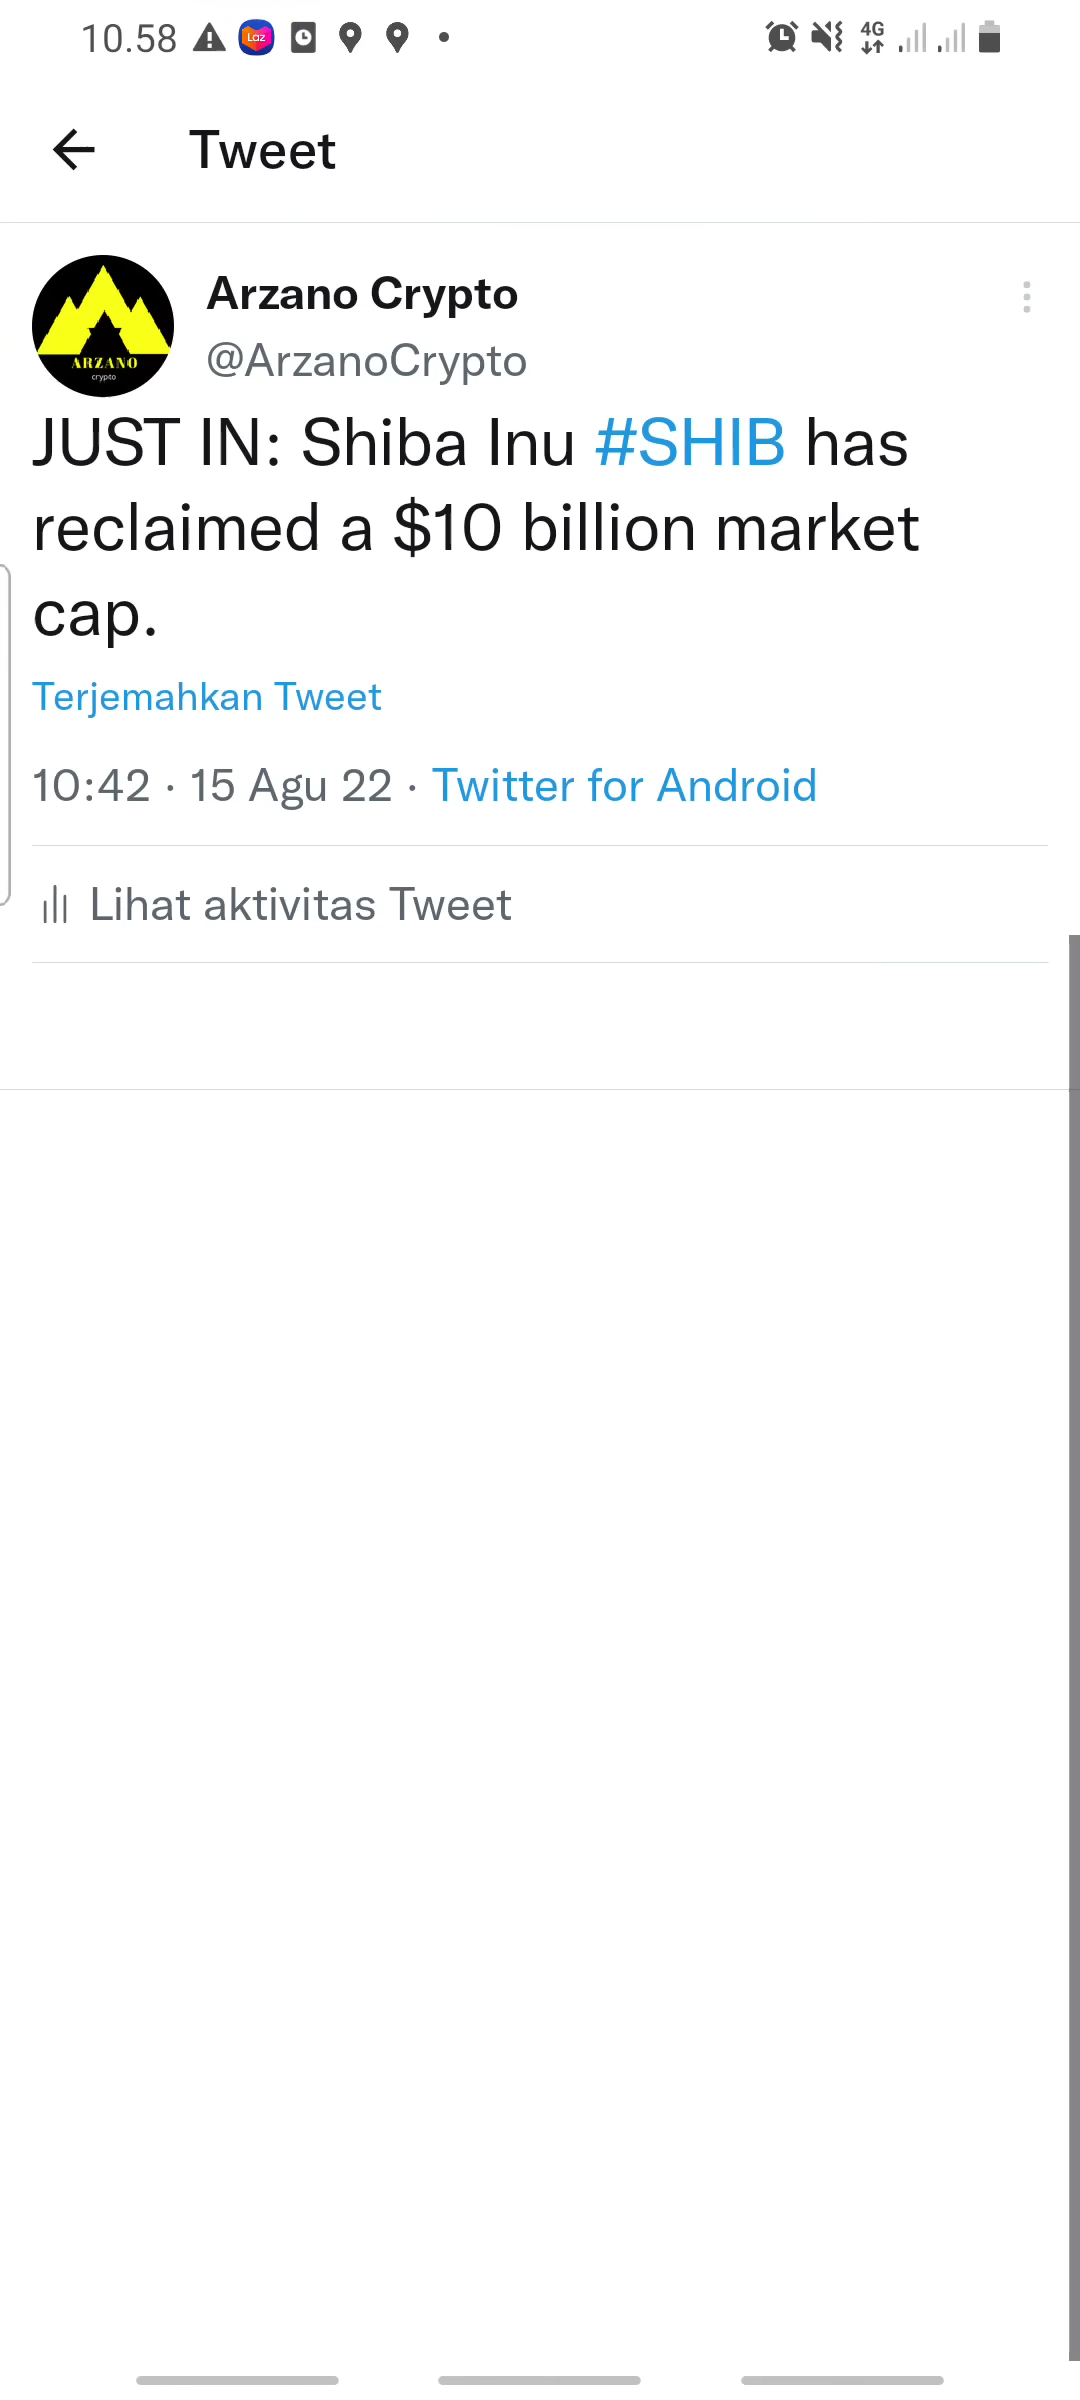 10.58
Laz
4G
Tweet
ARZANO
crypto
Arzano Crypto
@ArzanoCrypto
JUST IN: Shiba Inu #SHIB has
reclaimed a $10 billion market
cap.
Terjemahkan Tweet
10:42 · 15 Agu 22 · Twitter for Android
Lihat aktivitas Tweet